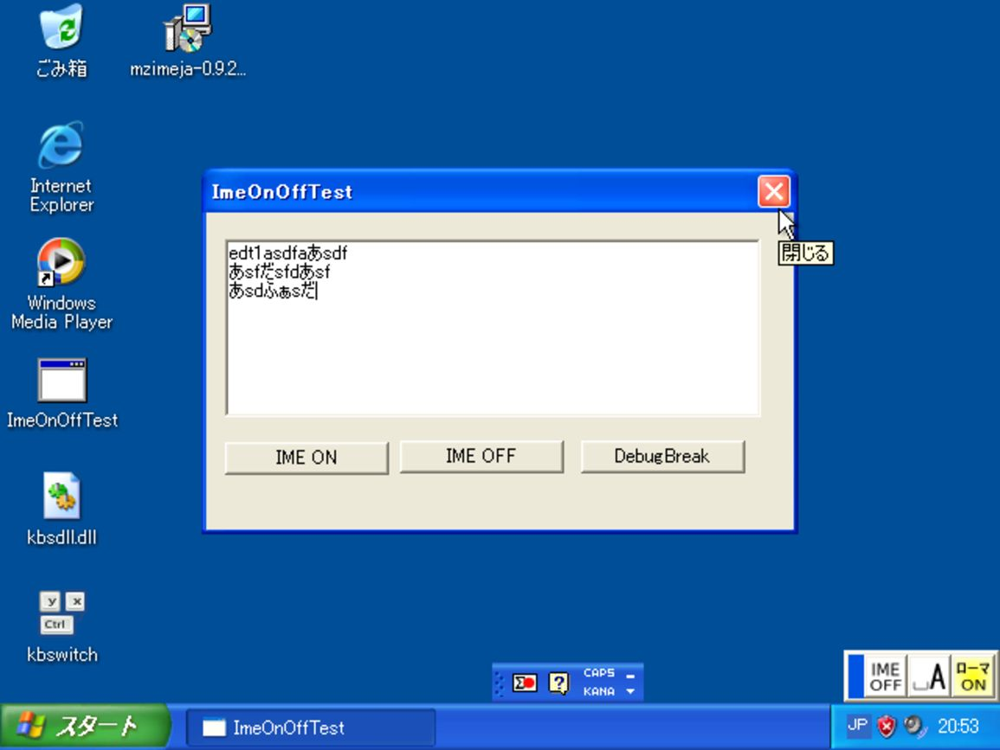 ごみ箱
mzimeja-0.9.2...
Internet
Explorer
Windows
Media Player
ImeOnOffTest
kbsdll.dll
y x
Ctrl
kbswitch
ImeOnOffTest
閉じる
edt1asdfaあsdf
あsfだsfdあsf
あsdふぁsだ
IME ON
IME OFF
DebugBreak
CAPS
KANA
IME
OFF
A
ローマ
ON
スタート
ImeOnOffTest
JP
20:53